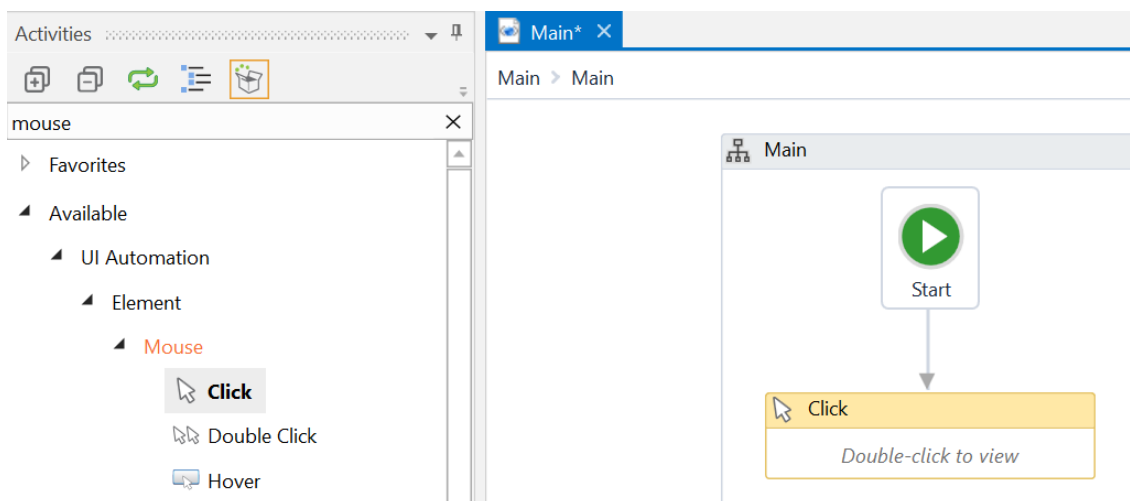 Activities
mouse
Favorites
Available
UI Automation
Element
Mouse
Click
Double Click
Hover
Main*
Main > Main
Main
Start
Click
Double-click to view